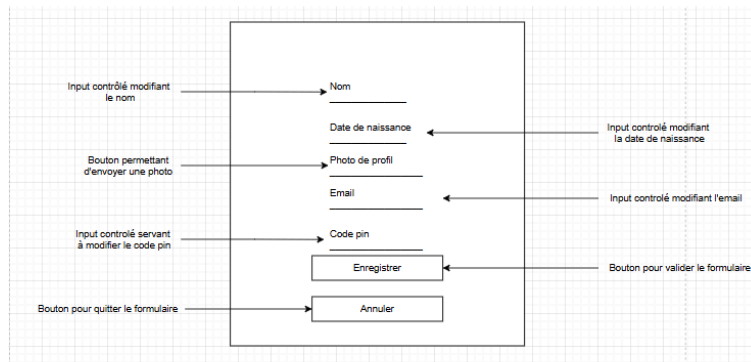 Input contrôlé modifiant
le nom
Nom
Date de naissance
Input controlé modifiant
la date de naissance
Bouton permettant
d'envoyer une photo
Photo de profil
Email
Input controlé modifiant l'email
Input controlé servant
à modifier le code pin
Code pin
Enregistrer
Bouton pour valider le formulaire
Bouton pour quitter le formulaire
Annuler